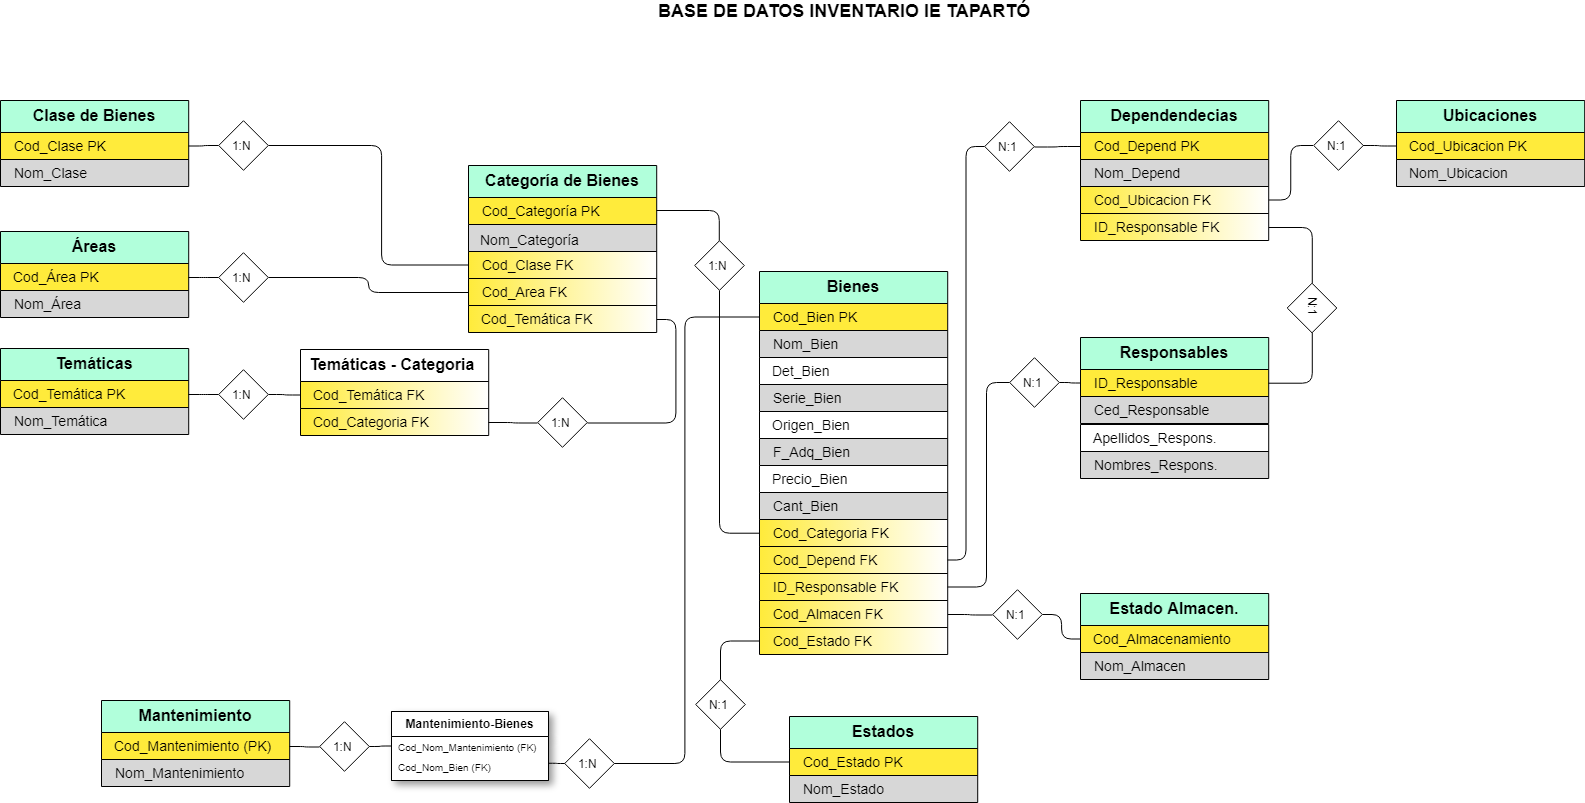 BASE DE DATOS INVENTARIO IE TAPARTÓ
Clase de Bienes
Cod_Clase PK
Nom_Clase
1:N
Áreas
Cod_Área PK
Nom_Área
1:N
Temáticas
Cod_Temática PK
Nom_Temática
1:N
Temáticas - Categoria
Cod_Temática FK
Cod_Categoria FK
1:N
Categoría de Bienes
Cod_Categoría PK
Nom_Categoría
Cod_Clase FK
Cod_Area FK
Cod_Temática FK
1:N
Bienes
Cod_Bien PK
Nom_Bien
Det_Bien
Serie_Bien
Origen_Bien
F_Adq_Bien
Precio_Bien
Cant_Bien
Cod_Categoria FK
Cod_Depend FK
ID_Responsable FK
Cod_Almacen FK
Cod_Estado FK
N:1
Dependendecias
Cod_Depend PK
Nom_Depend
Cod_Ubicacion FK
ID_Responsable FK
N:1
Ubicaciones
Cod_Ubicacion PK
Nom_Ubicacion
N:1
N:1
Responsables
ID_Responsable
Ced_Responsable
Apellidos_Respons.
Nombres_Respons.
N:1
Estado Almacen.
Cod_Almacenamiento
Nom_Almacen
N:1
Estados
Cod_Estado PK
Nom_Estado
Mantenimiento
Cod_Mantenimiento (PK)
Nom_Mantenimiento
1:N
Mantenimiento-Bienes
Cod_Nom_Mantenimiento (FK)
Cod_Nom_Bien (FK)
1:N